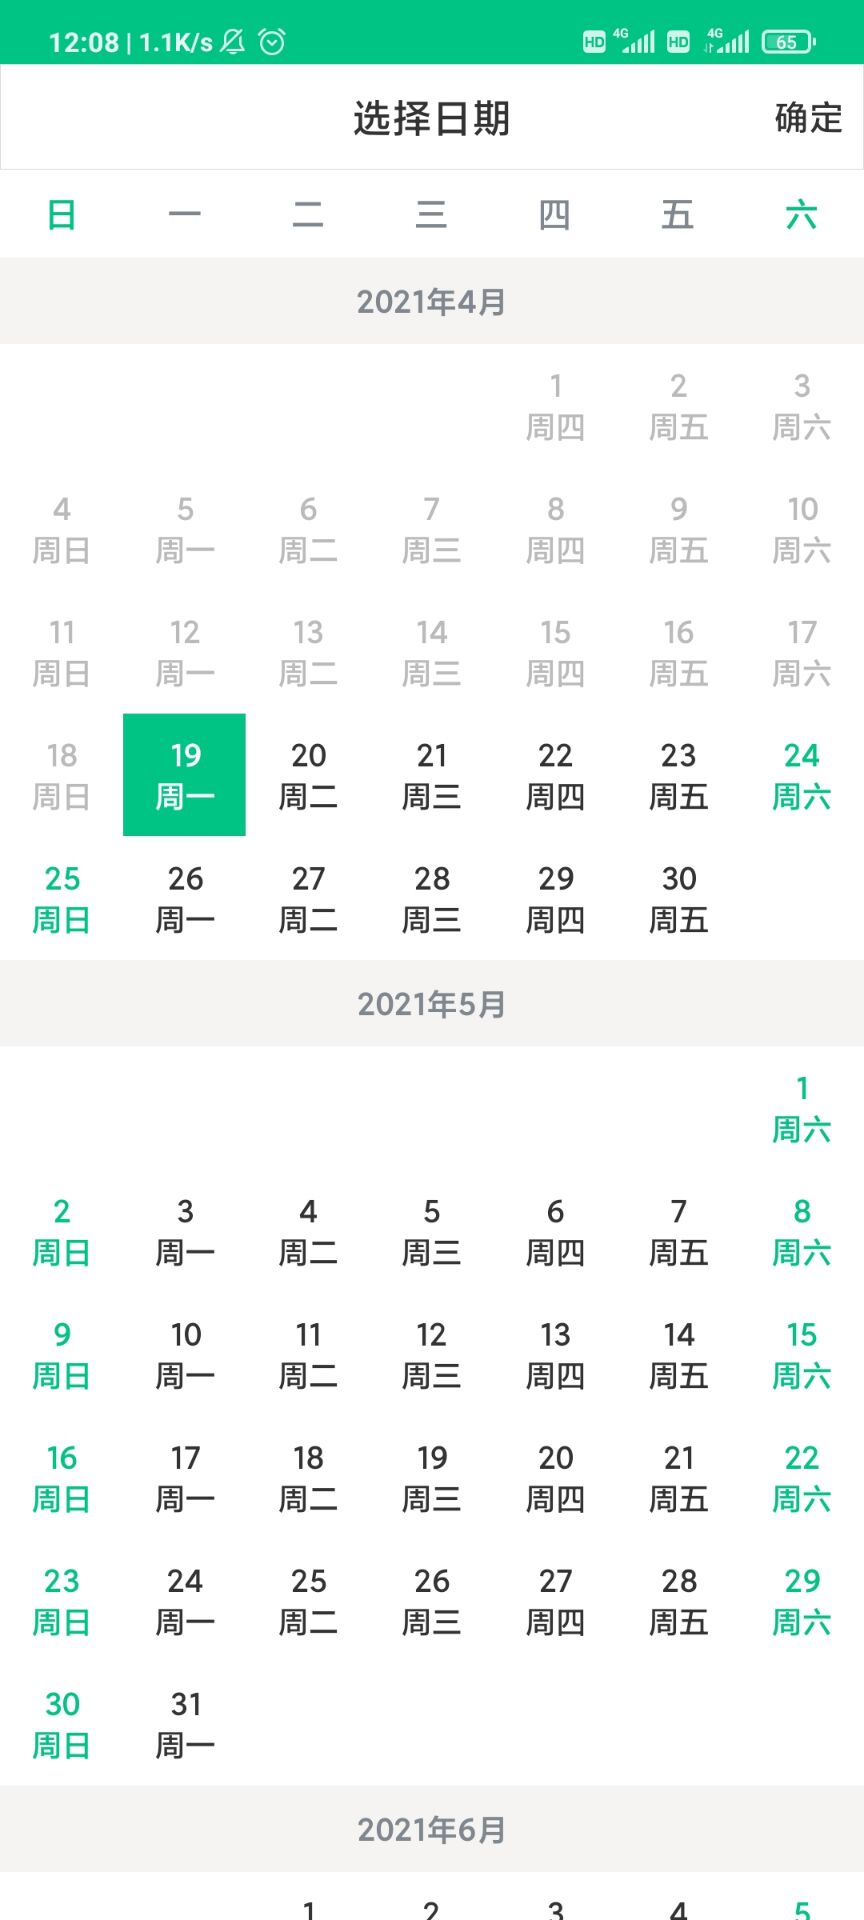 12:08 | 1.1K/s HD 4G HD 4G 65
选择日期 确定
日 一 二 三 四 五 六
2021年4月
1 2 3
周四 周五 周六
4 5 6 7 8 9 10
周日 周一 周二 周三 周四 周五 周六
11 12 13 14 15 16 17
周日 周一 周二 周三 周四 周五 周六
18 19 20 21 22 23 24
周日 周一 周二 周三 周四 周五 周六
25 26 27 28 29 30
周日 周一 周二 周三 周四 周五
2021年5月
1
周六
2 3 4 5 6 7 8
周日 周一 周二 周三 周四 周五 周六
9 10 11 12 13 14 15
周日 周一 周二 周三 周四 周五 周六
16 17 18 19 20 21 22
周日 周一 周二 周三 周四 周五 周六
23 24 25 26 27 28 29
周日 周一 周二 周三 周四 周五 周六
30 31
周日 周一
2021年6月
1 2 3 4 5